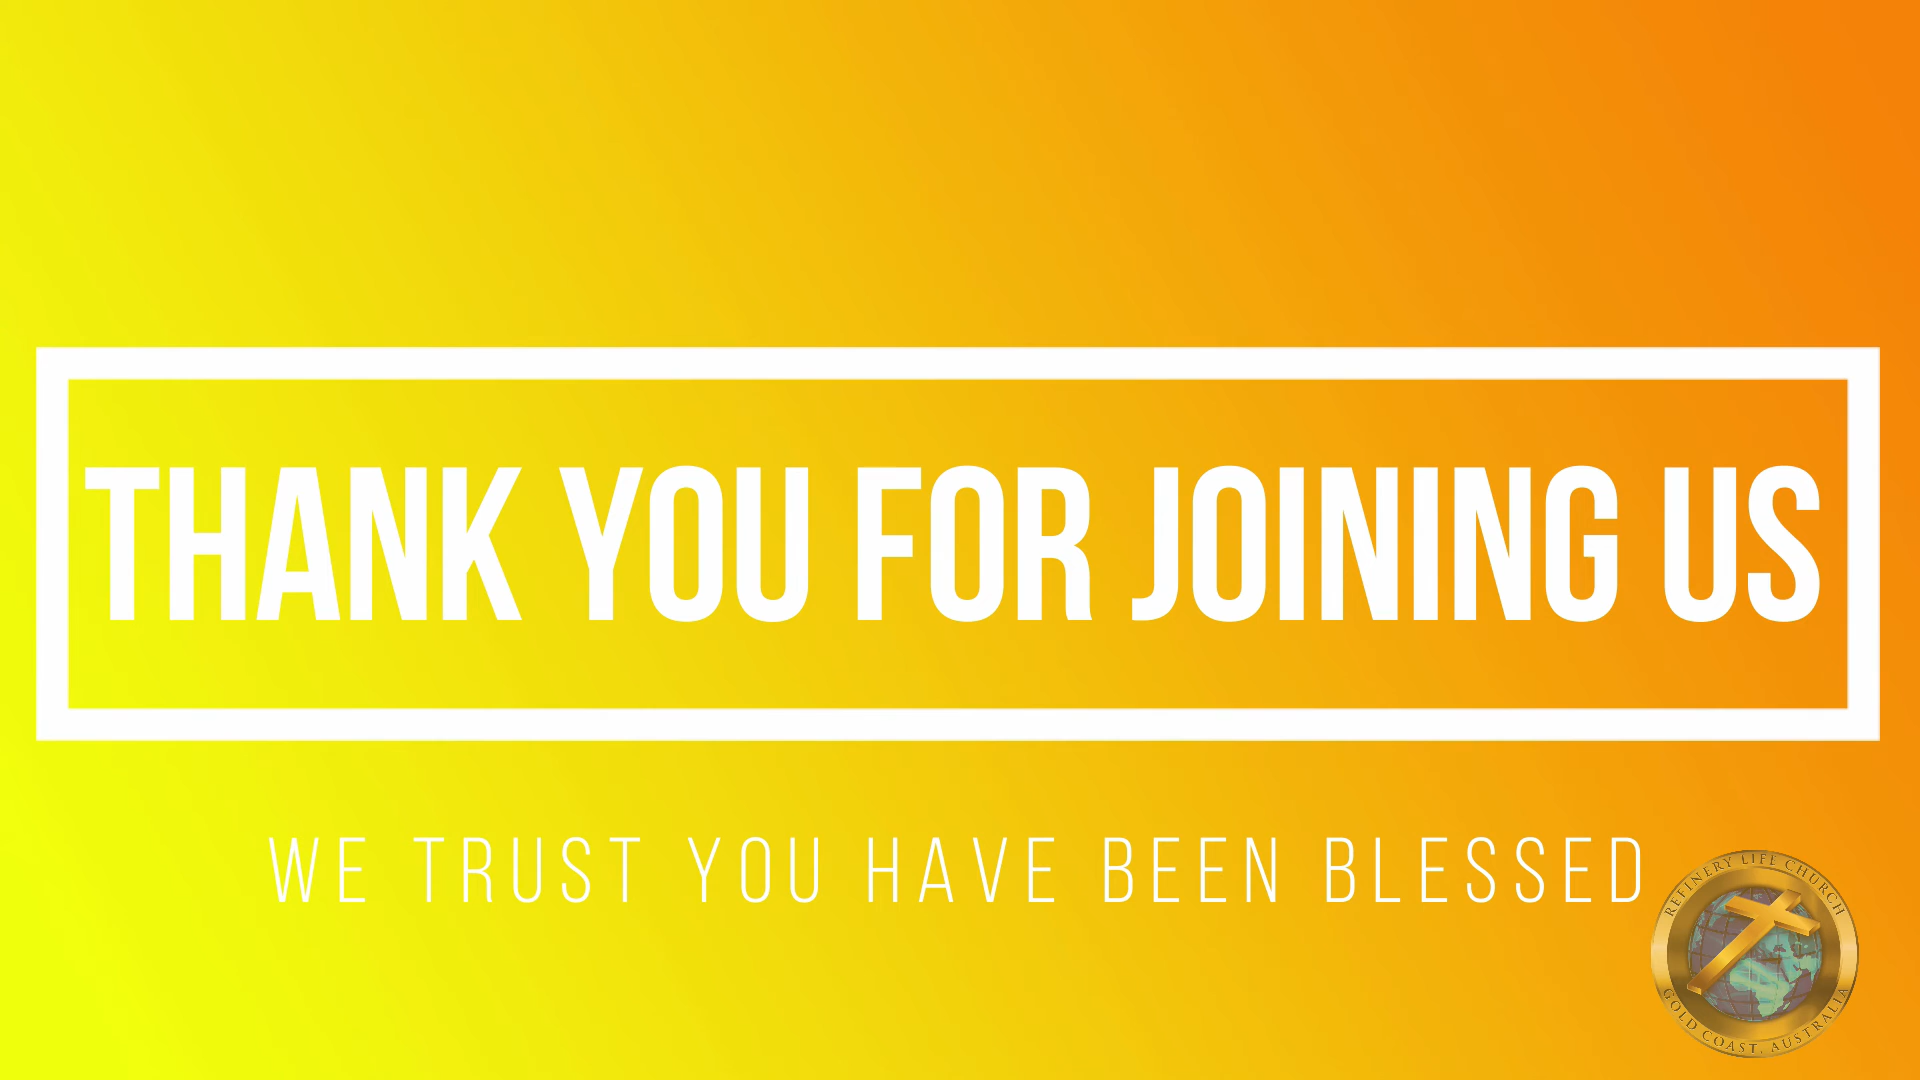 THANK YOU FOR JOINING US
WE TRUST YOU HAVE BEEN BLESSED
REFINERY LIFE CHURCH
GOLD COAST, AUSTRALIA